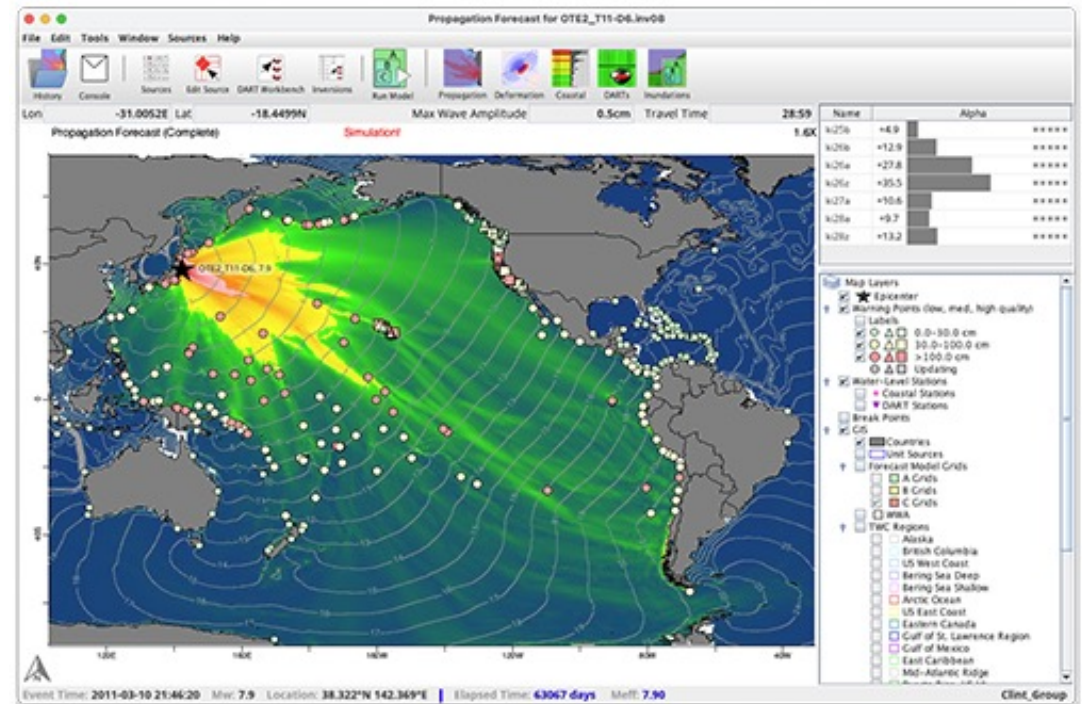 Propagation Forecast for OTE2_T11-D6.inv08
File Edit Tools Window Sources Help
History Console Sources Edit Source DART Workbench Inversions Run Model Propagation Deformation Coastal DARTs Inundations
Lon -31.0052E Lat -18.4499N Max Wave Amplitude 0.5cm Travel Time 28:59
Propagation Forecast (Complete) Simulation! 1.6X
Name Alpha
ki25b +4.9 *****
ki26b +12.9 *****
ki26a +27.8 *****
ki26z +35.5 *****
ki27a +10.6 *****
ki28a +9.7 *****
ki28z +13.2 *****
OTE2_T11-D6, 7.9
40N
0
40S
120E 160E 160W 120W 80W 40W
Map Layers
Epicenter
Warning Points (low, med, high quality)
Labels
0.0-30.0 cm
30.0-100.0 cm
>100.0 cm
Updating
Water-Level Stations
Coastal Stations
DART Stations
Break Points
GIS
Countries
Unit Sources
Forecast Model Grids
A Grids
B Grids
C Grids
WWA
TWC Regions
Alaska
British Columbia
US West Coast
Bering Sea Deep
Bering Sea Shallow
Arctic Ocean
US East Coast
Eastern Canada
Gulf of St. Lawrence Region
Gulf of Mexico
East Caribbean
Mid-Atlantic Ridge
Event Time: 2011-03-10 21:46:20 Mw: 7.9 Location: 38.322°N 142.369°E Elapsed Time: 63067 days Meff: 7.90 Clint_Group